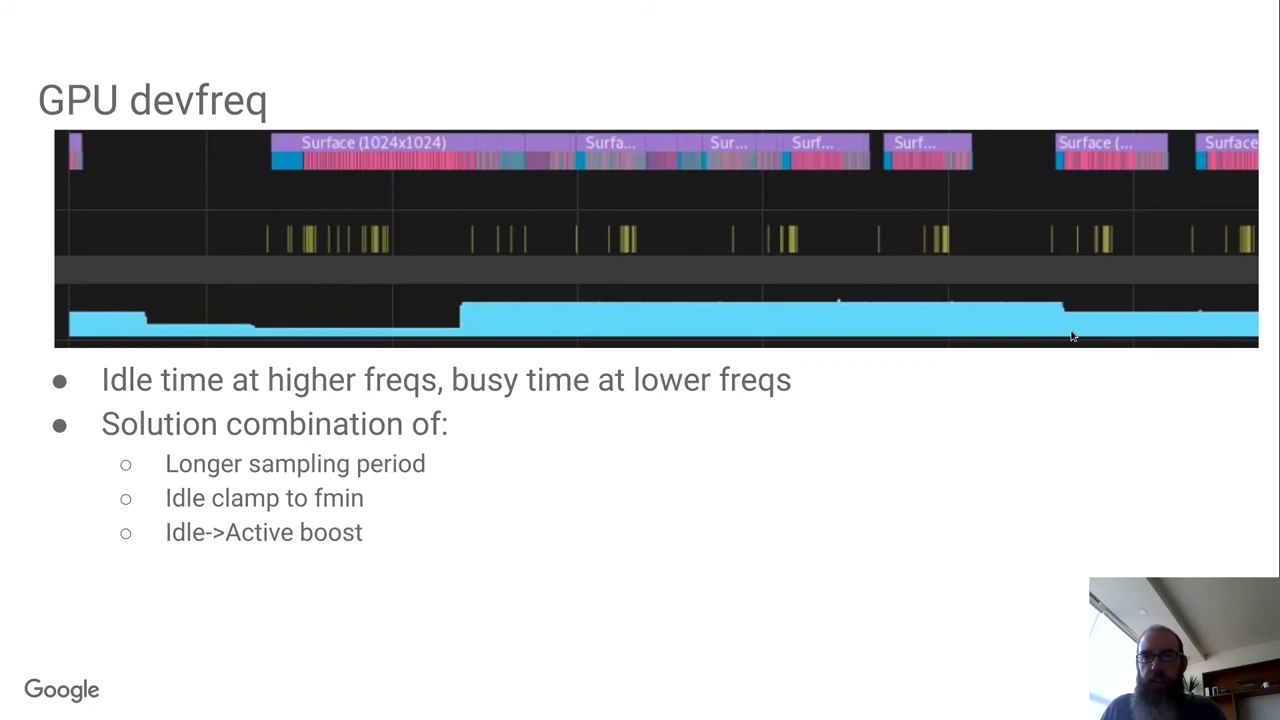 GPU devfreq
Surface (1024x1024) Surfa... Sur... Surf... Surf... Surface (... Surface
● Idle time at higher freqs, busy time at lower freqs
● Solution combination of:
○ Longer sampling period
○ Idle clamp to fmin
○ Idle->Active boost
Google